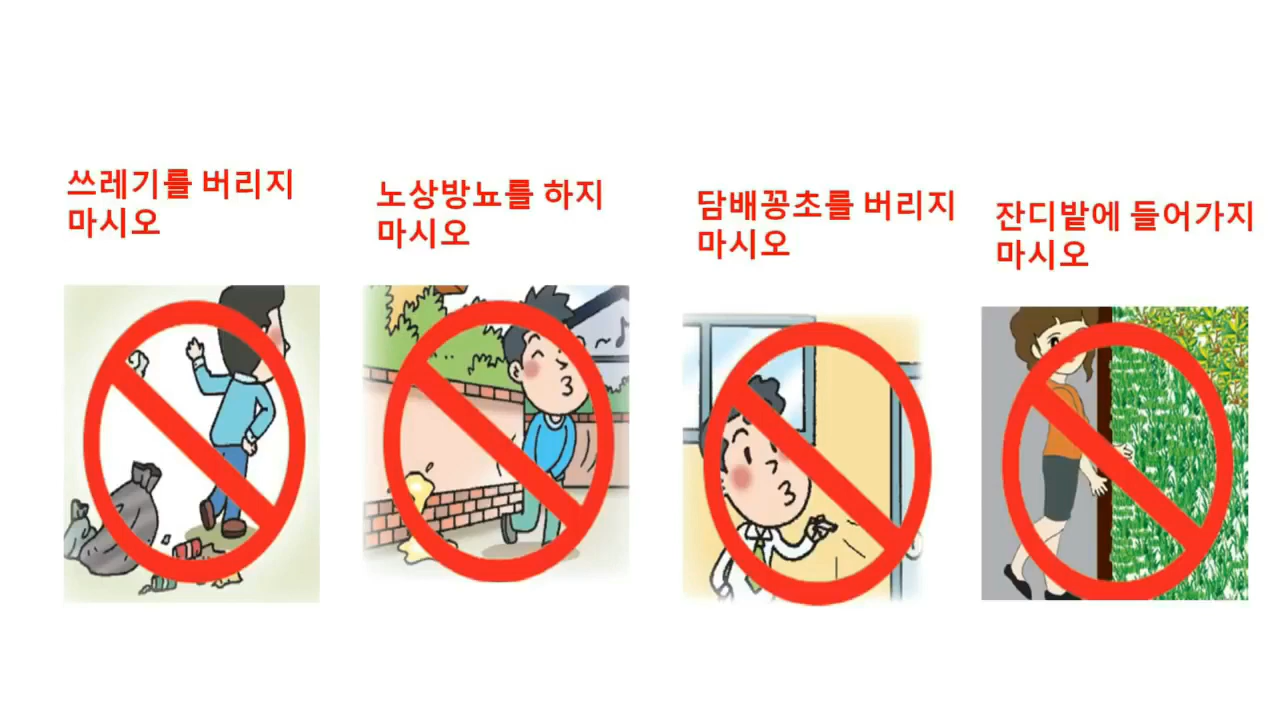 쓰레기를 버리지
마시오
노상방뇨를 하지
마시오
담배꽁초를 버리지
마시오
잔디밭에 들어가지
마시오